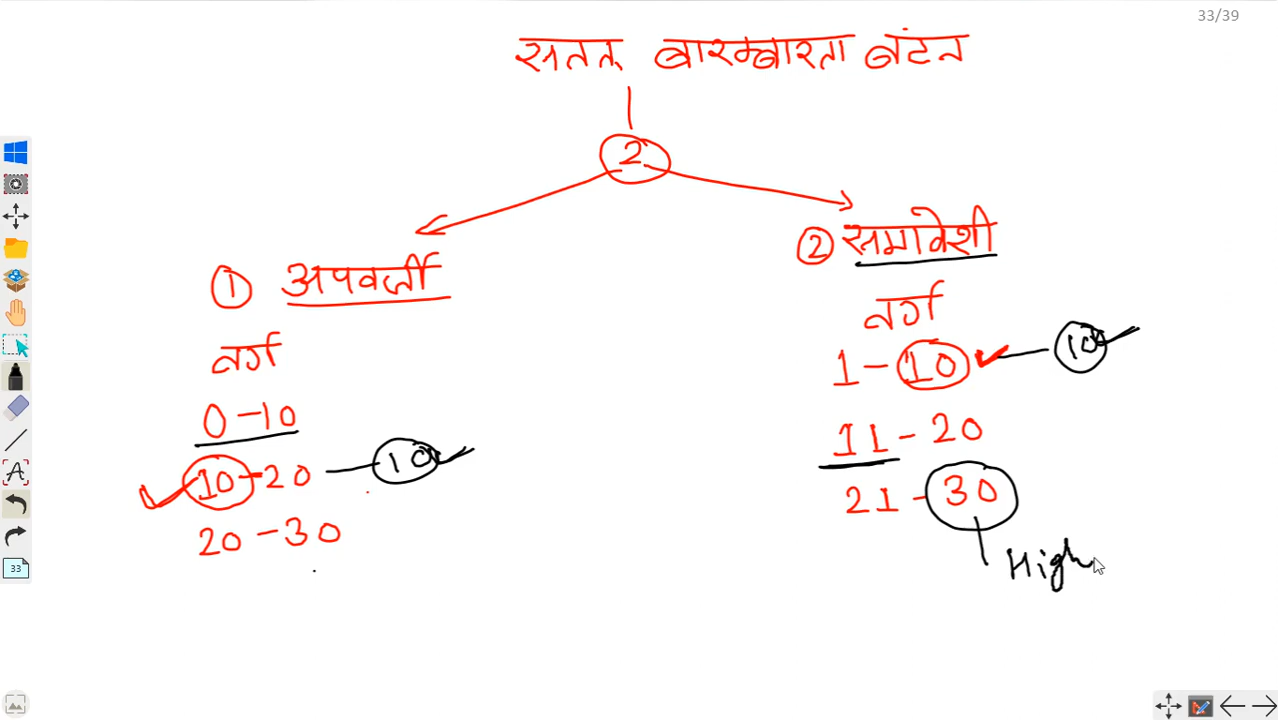 33/39
सतत बारम्बारता बंटन
2
① अपवर्जी
वर्ग
0-10
10-20 — 10
20-30
② समावेशी
वर्ग
1-10 — 10
11-20
21-30
High
33